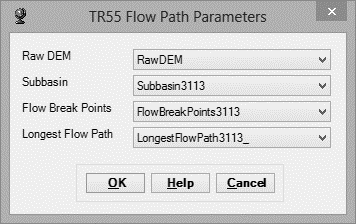 TR55 Flow Path Parameters
Raw DEM RawDEM
Subbasin Subbasin3113
Flow Break Points FlowBreakPoints3113
Longest Flow Path LongestFlowPath3113_
OK Help Cancel